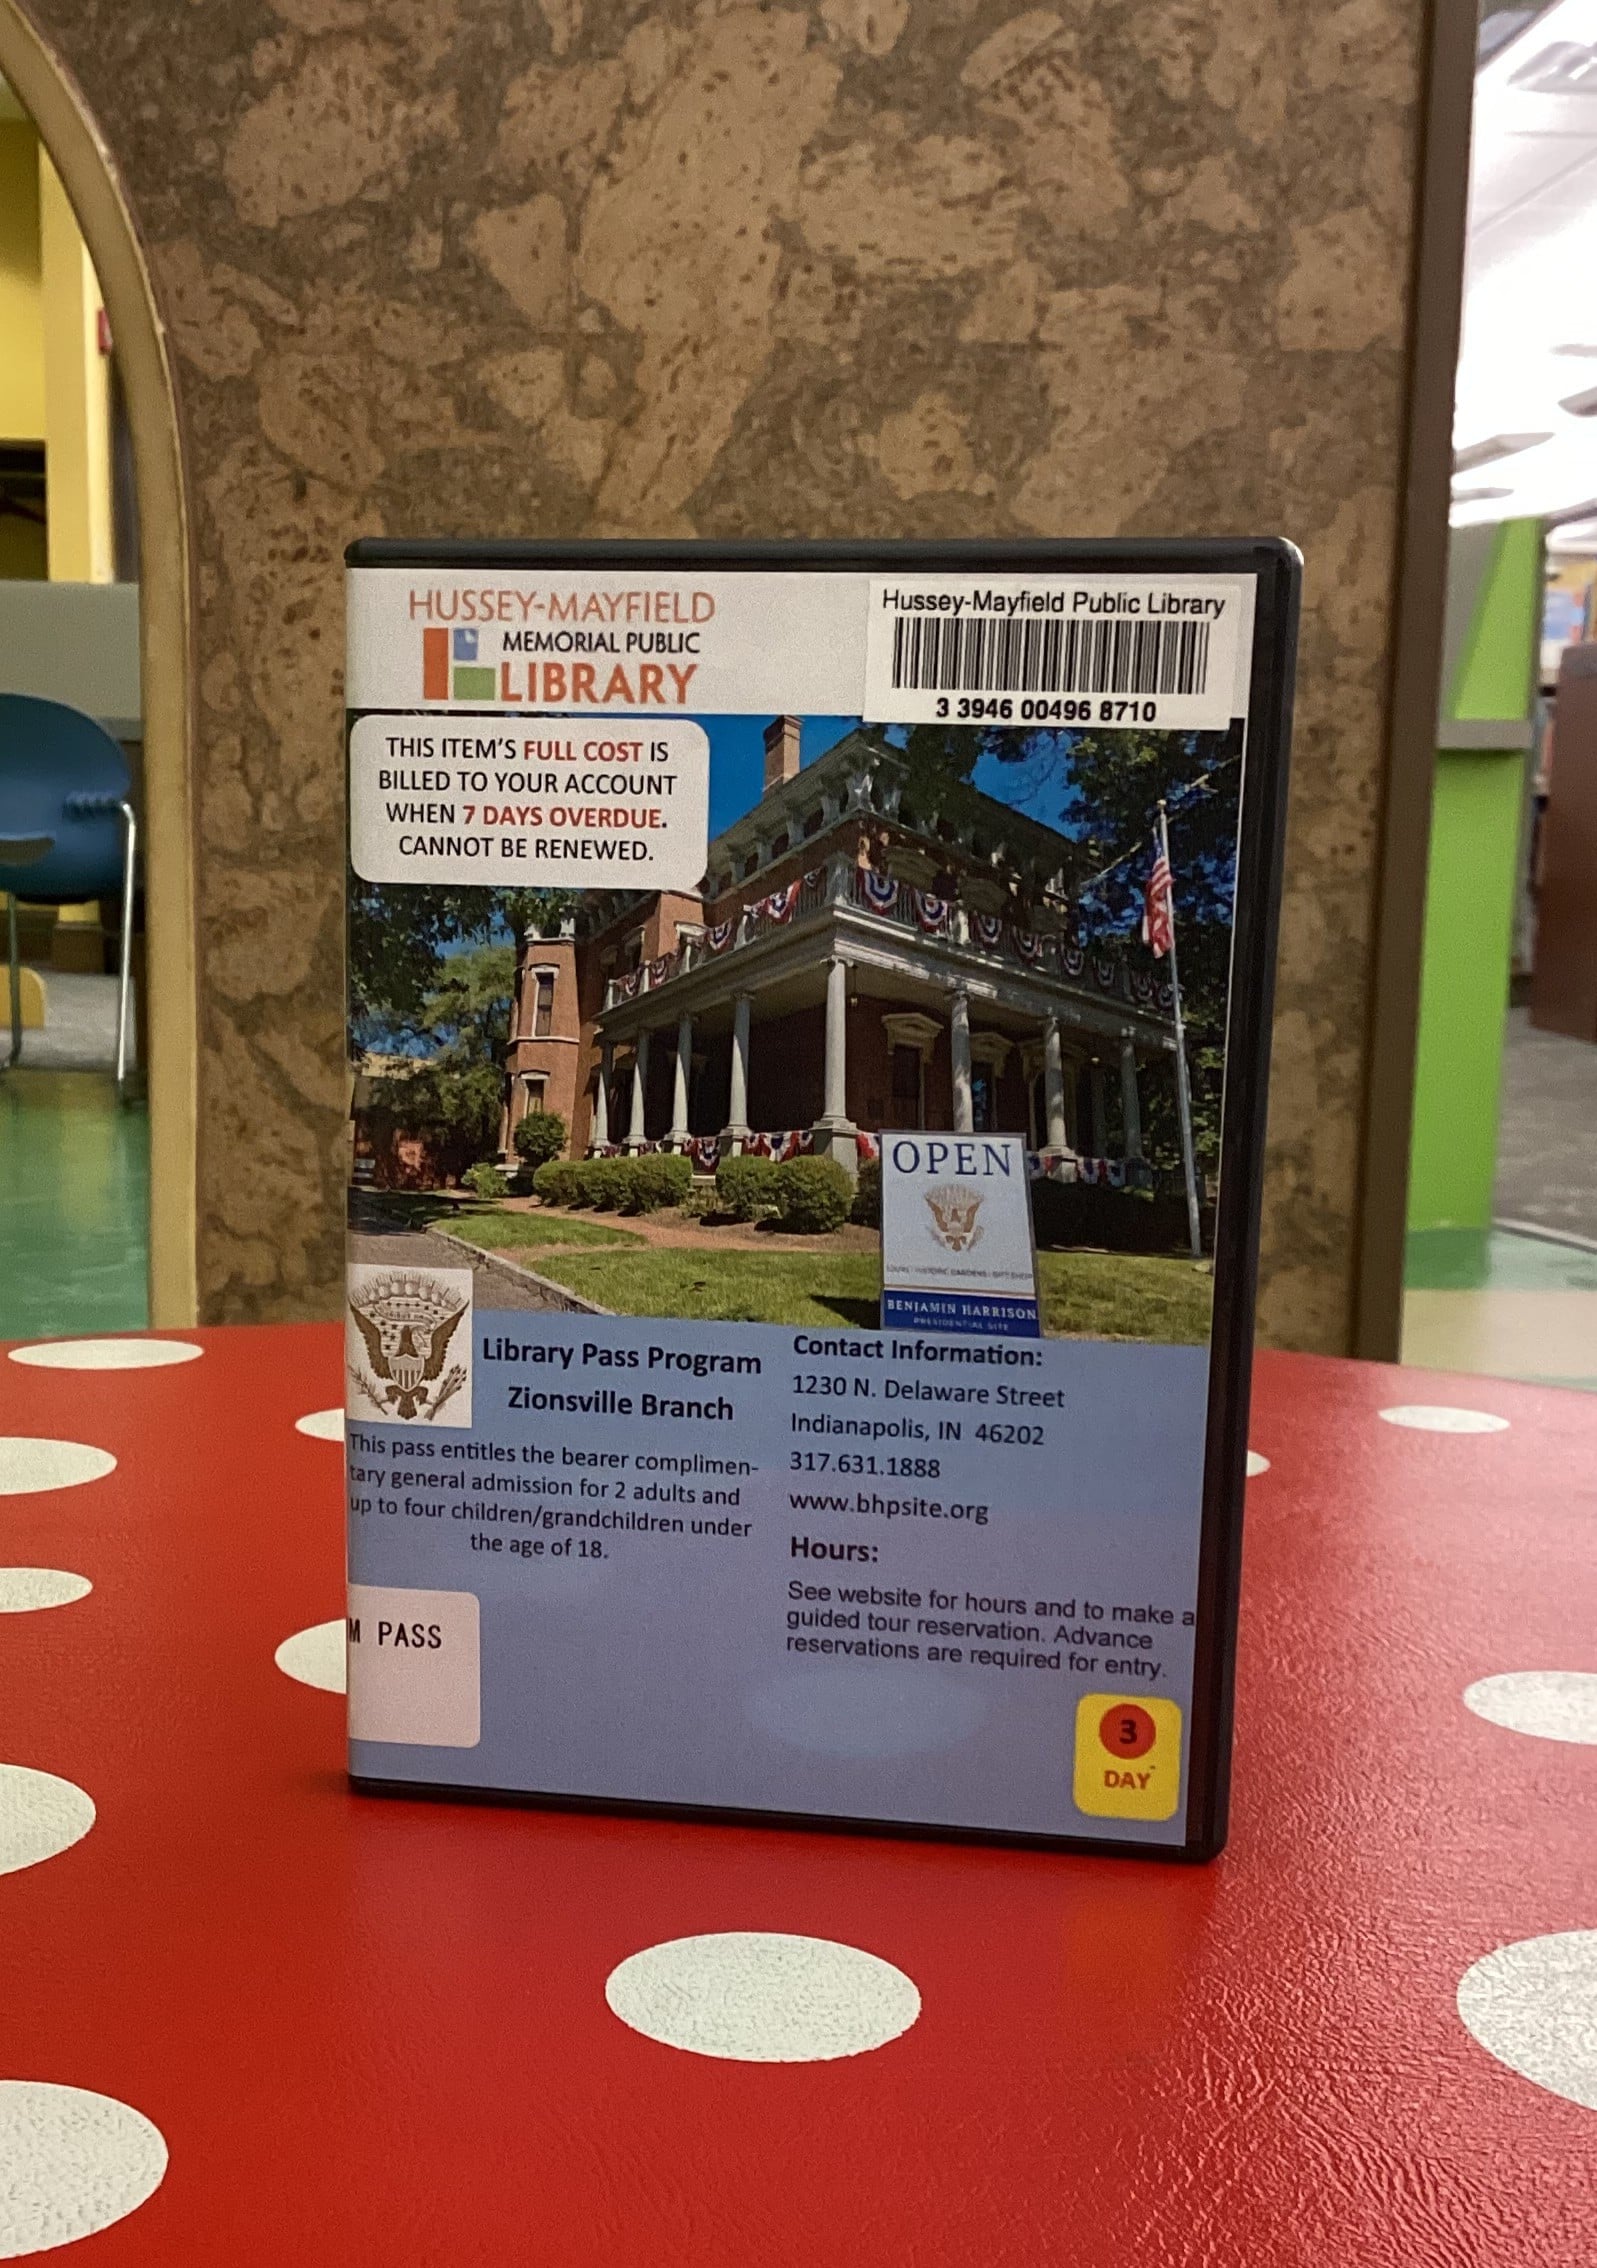 HUSSEY-MAYFIELD
MEMORIAL PUBLIC
LIBRARY
Hussey-Mayfield Public Library
3 3946 00496 8710
THIS ITEM'S FULL COST IS
BILLED TO YOUR ACCOUNT
WHEN 7 DAYS OVERDUE.
CANNOT BE RENEWED.
OPEN
BENJAMIN HARRISON
PRESIDENTIAL SITE
Library Pass Program
Zionsville Branch
This pass entitles the bearer complimen-
tary general admission for 2 adults and
up to four children/grandchildren under
the age of 18.
M PASS
Contact Information:
1230 N. Delaware Street
Indianapolis, IN 46202
317.631.1888
www.bhpsite.org
Hours:
See website for hours and to make a
guided tour reservation. Advance
reservations are required for entry.
3
DAY